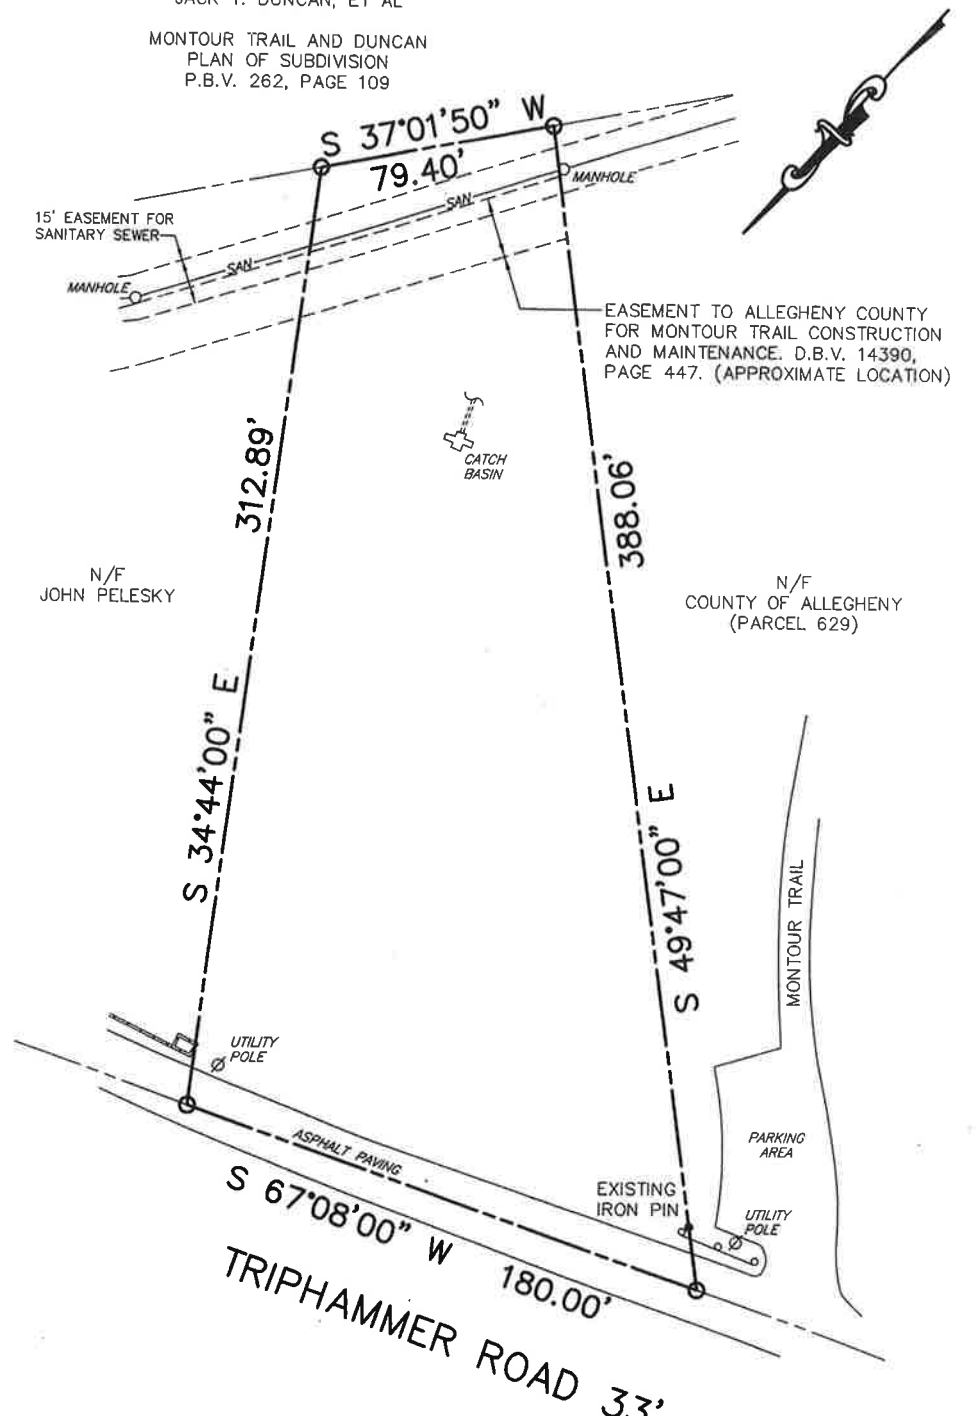 JACK T. DUNCAN, ET AL
MONTOUR TRAIL AND DUNCAN
PLAN OF SUBDIVISION
P.B.V. 262, PAGE 109
S 37°01'50" W
79.40'
MANHOLE
SAN
15' EASEMENT FOR
SANITARY SEWER
SAN
MANHOLE
EASEMENT TO ALLEGHENY COUNTY
FOR MONTOUR TRAIL CONSTRUCTION
AND MAINTENANCE. D.B.V. 14390,
PAGE 447. (APPROXIMATE LOCATION)
312.89'
CATCH
BASIN
388.06'
N/F
JOHN PELESKY
N/F
COUNTY OF ALLEGHENY
(PARCEL 629)
S 34°44'00" E
S 49°47'00" E
MONTOUR TRAIL
UTILITY
POLE
ASPHALT PAVING
PARKING
AREA
EXISTING
IRON PIN
UTILITY
POLE
S 67°08'00" W
180.00'
TRIPHAMMER ROAD 33'